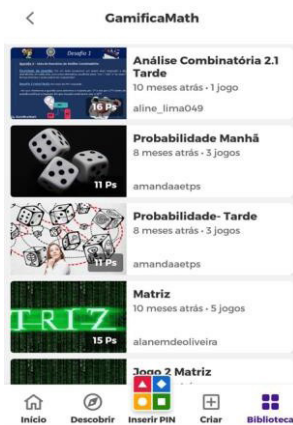 GamificaMath
Desafio 1
16 Ps
Análise Combinatória 2.1
Tarde
10 meses atrás • 1 jogo
aline_lima049
11 Ps
Probabilidade Manhã
8 meses atrás • 3 jogos
amandaaetps
11 Ps
Probabilidade- Tarde
8 meses atrás • 3 jogos
amandaaetps
TRIZ
15 Ps
Matriz
10 meses atrás • 5 jogos
alanemdeoliveira
Jogo 2 Matriz
Início
Descobrir
Inserir PIN
Criar
Biblioteca